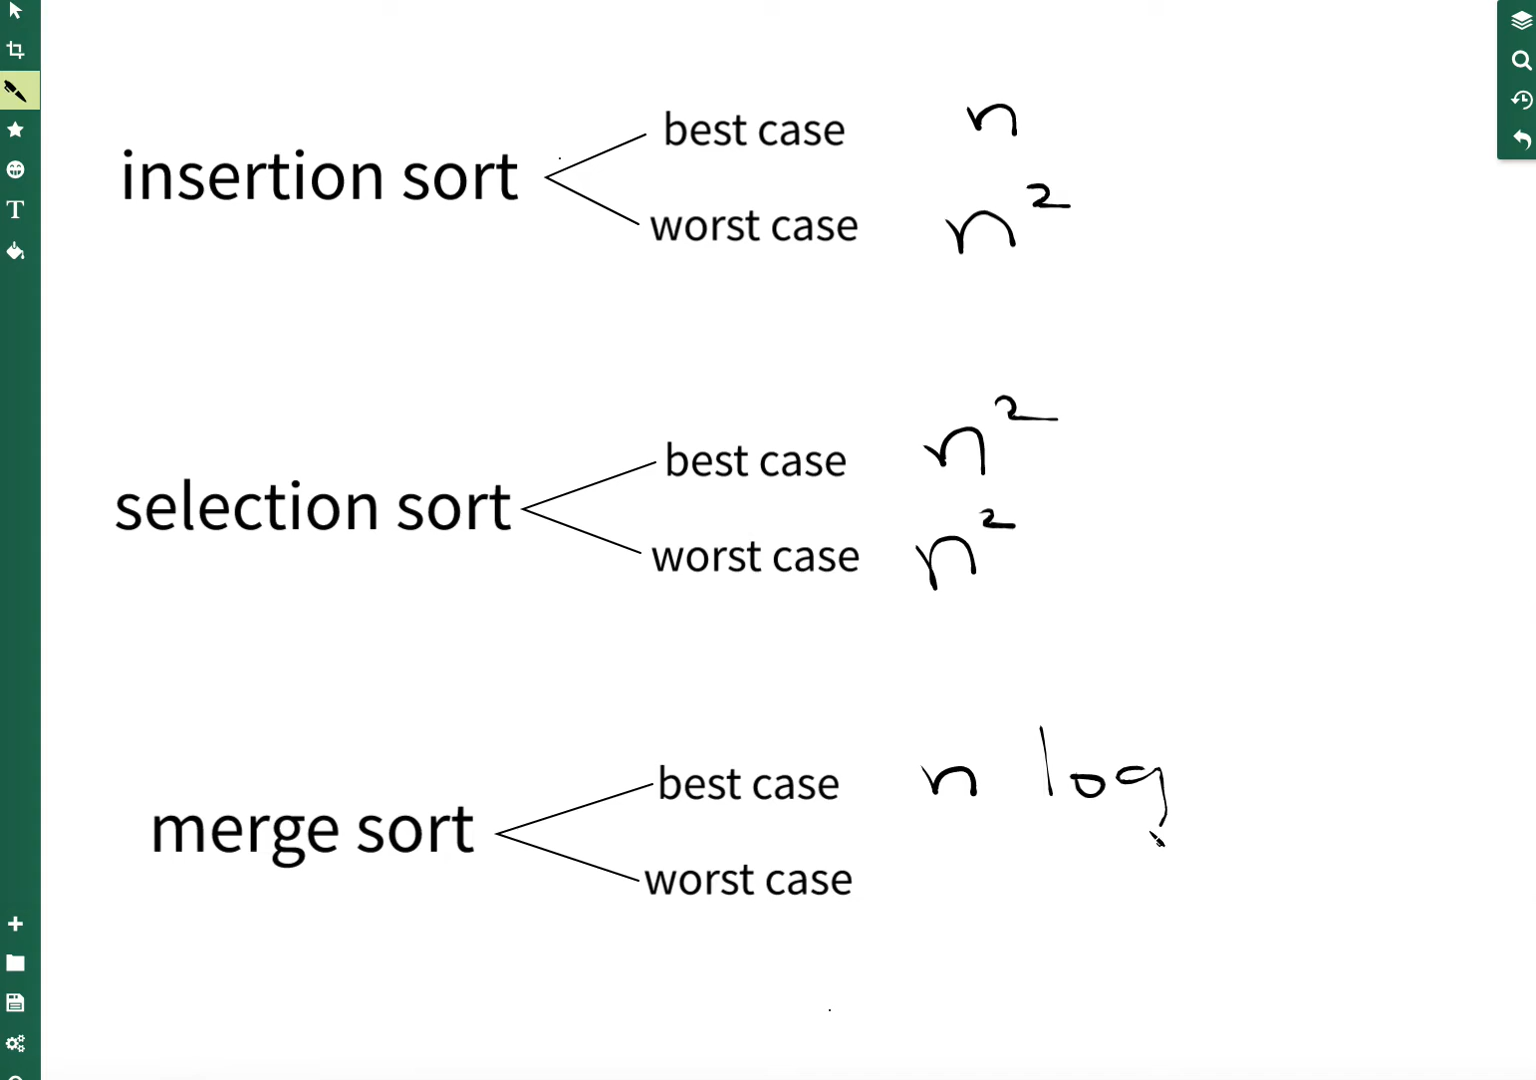 best case n
insertion sort
worst case n²
best case n²
selection sort
worst case n²
best case n log
merge sort
worst case